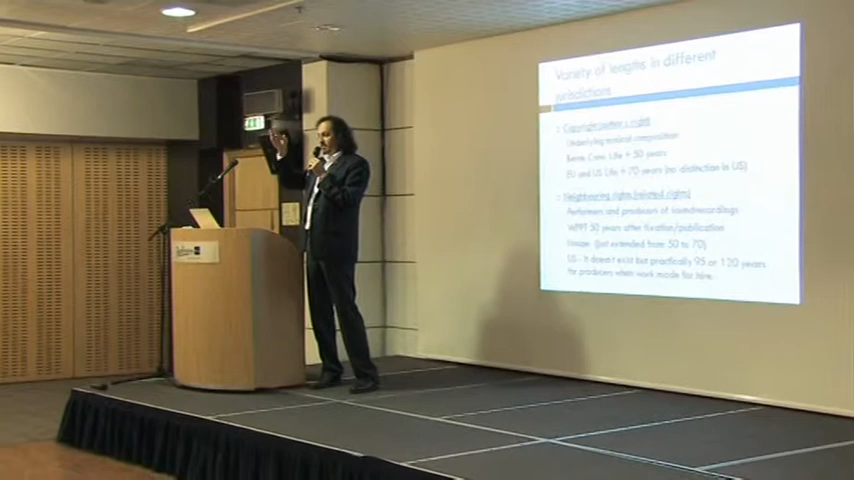 Variety of lengths in different
jurisdictions
Copyright/author's right
Underlying musical composition
Berne Conv. Life + 50 years
EU and US Life + 70 years (no distinction in US)
Neighbouring rights/related rights
Performers and producers of soundrecordings
WPPT 50 years after fixation/publication
Europe (just extended from 50 to 70)
US - It doesn't exist but practically 95 or 120 years
for producers when work made for hire.